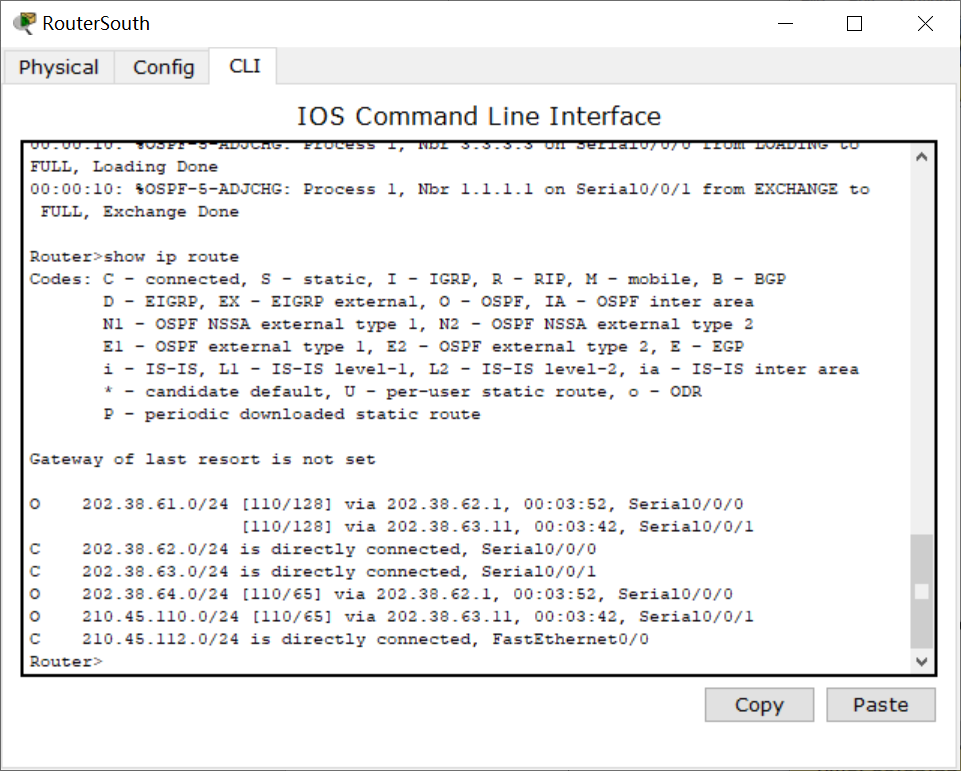 RouterSouth
Physical Config CLI
IOS Command Line Interface
00:00:10: %OSPF-5-ADJCHG: Process 1, Nbr 3.3.3.3 on Serial0/0/0 from LOADING to
FULL, Loading Done
00:00:10: %OSPF-5-ADJCHG: Process 1, Nbr 1.1.1.1 on Serial0/0/1 from EXCHANGE to
FULL, Exchange Done
Router>show ip route
Codes: C - connected, S - static, I - IGRP, R - RIP, M - mobile, B - BGP
D - EIGRP, EX - EIGRP external, O - OSPF, IA - OSPF inter area
N1 - OSPF NSSA external type 1, N2 - OSPF NSSA external type 2
E1 - OSPF external type 1, E2 - OSPF external type 2, E - EGP
i - IS-IS, L1 - IS-IS level-1, L2 - IS-IS level-2, ia - IS-IS inter area
* - candidate default, U - per-user static route, o - ODR
P - periodic downloaded static route
Gateway of last resort is not set
O 202.38.61.0/24 [110/128] via 202.38.62.1, 00:03:52, Serial0/0/0
[110/128] via 202.38.63.11, 00:03:42, Serial0/0/1
C 202.38.62.0/24 is directly connected, Serial0/0/0
C 202.38.63.0/24 is directly connected, Serial0/0/1
O 202.38.64.0/24 [110/65] via 202.38.62.1, 00:03:52, Serial0/0/0
O 210.45.110.0/24 [110/65] via 202.38.63.11, 00:03:42, Serial0/0/1
C 210.45.112.0/24 is directly connected, FastEthernet0/0
Router>
Copy Paste